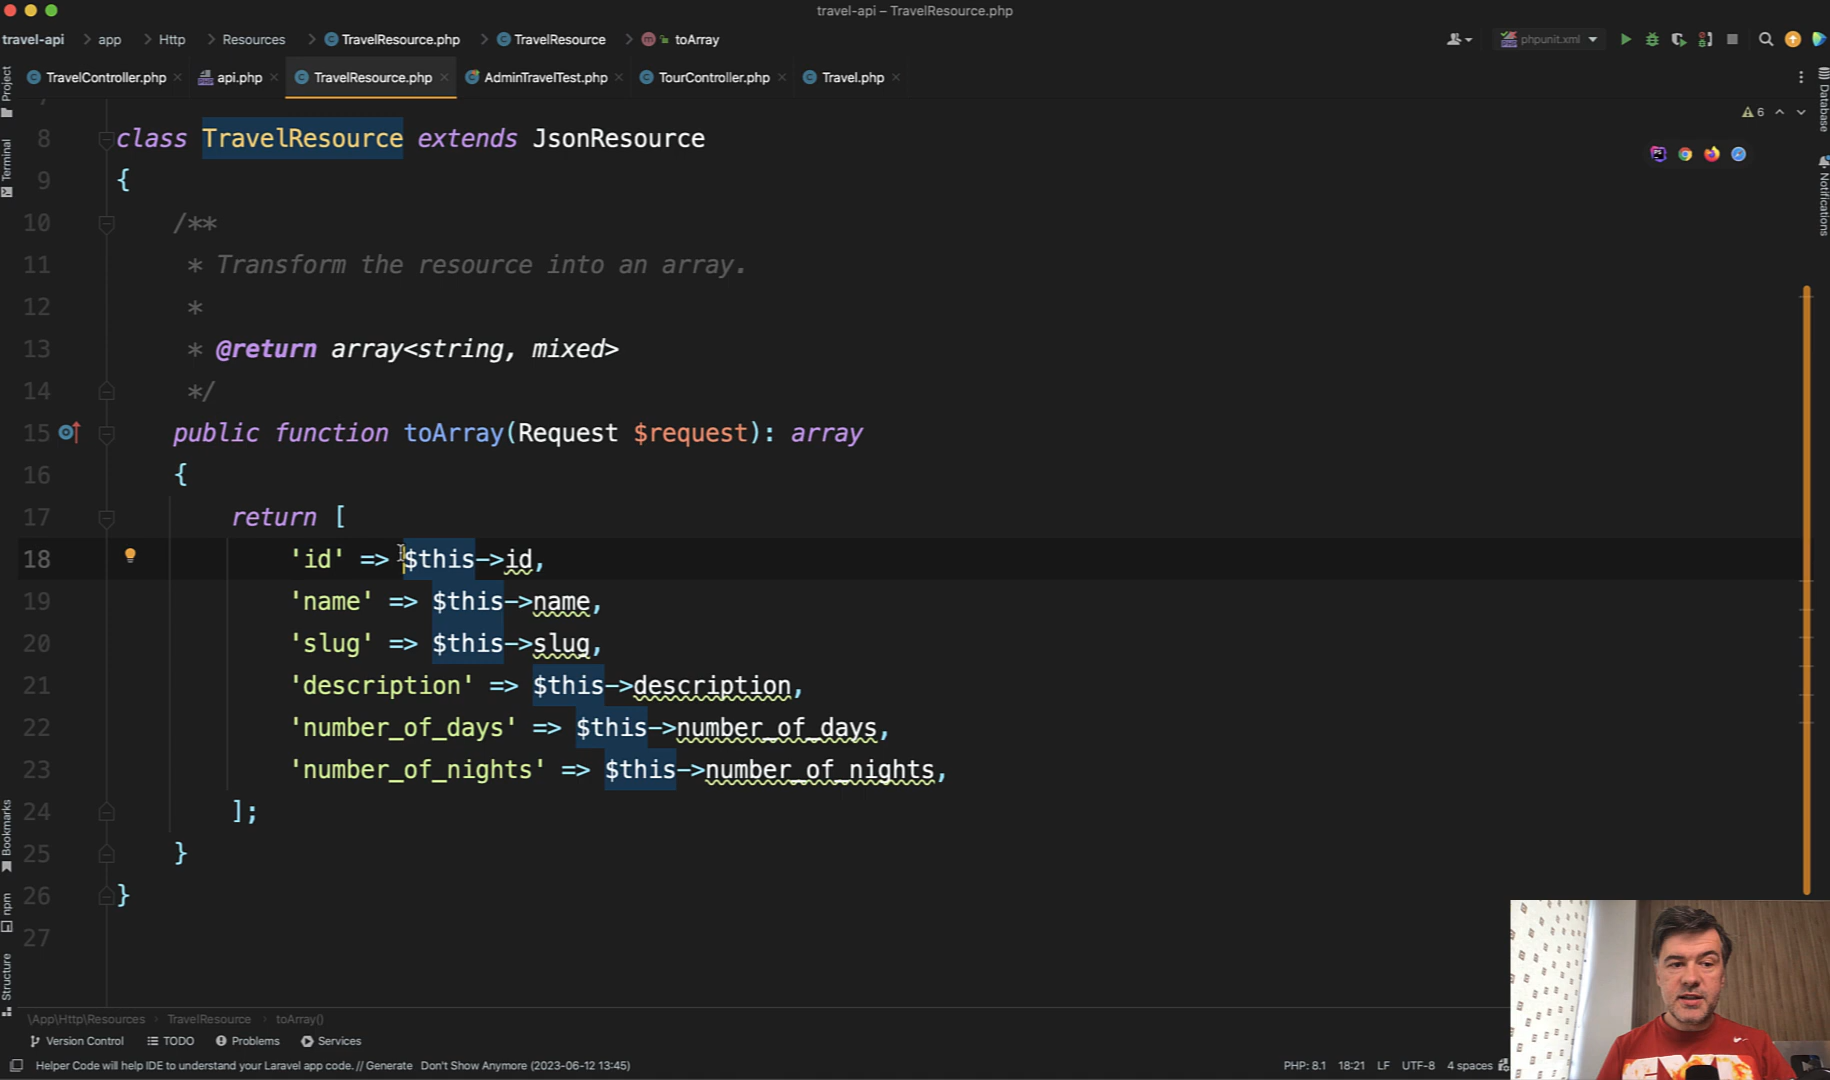 travel-api – TravelResource.php
travel-api app Http Resources TravelResource.php TravelResource toArray
phpunit.xml
TravelController.php api.php TravelResource.php AdminTravelTest.php TourController.php Travel.php
Project
Terminal
Bookmarks
npm
Structure
Database
Notifications
6
7
8 class TravelResource extends JsonResource
9 {
10 /**
11 * Transform the resource into an array.
12 *
13 * @return array<string, mixed>
14 */
15 public function toArray(Request $request): array
16 {
17 return [
18 'id' => $this->id,
19 'name' => $this->name,
20 'slug' => $this->slug,
21 'description' => $this->description,
22 'number_of_days' => $this->number_of_days,
23 'number_of_nights' => $this->number_of_nights,
24 ];
25 }
26 }
27
\App\Http\Resources TravelResource toArray()
Version Control TODO Problems Services
Helper Code will help IDE to understand your Laravel app code. // Generate Don't Show Anymore (2023-06-12 13:45)
PHP: 8.1 18:21 LF UTF-8 4 spaces